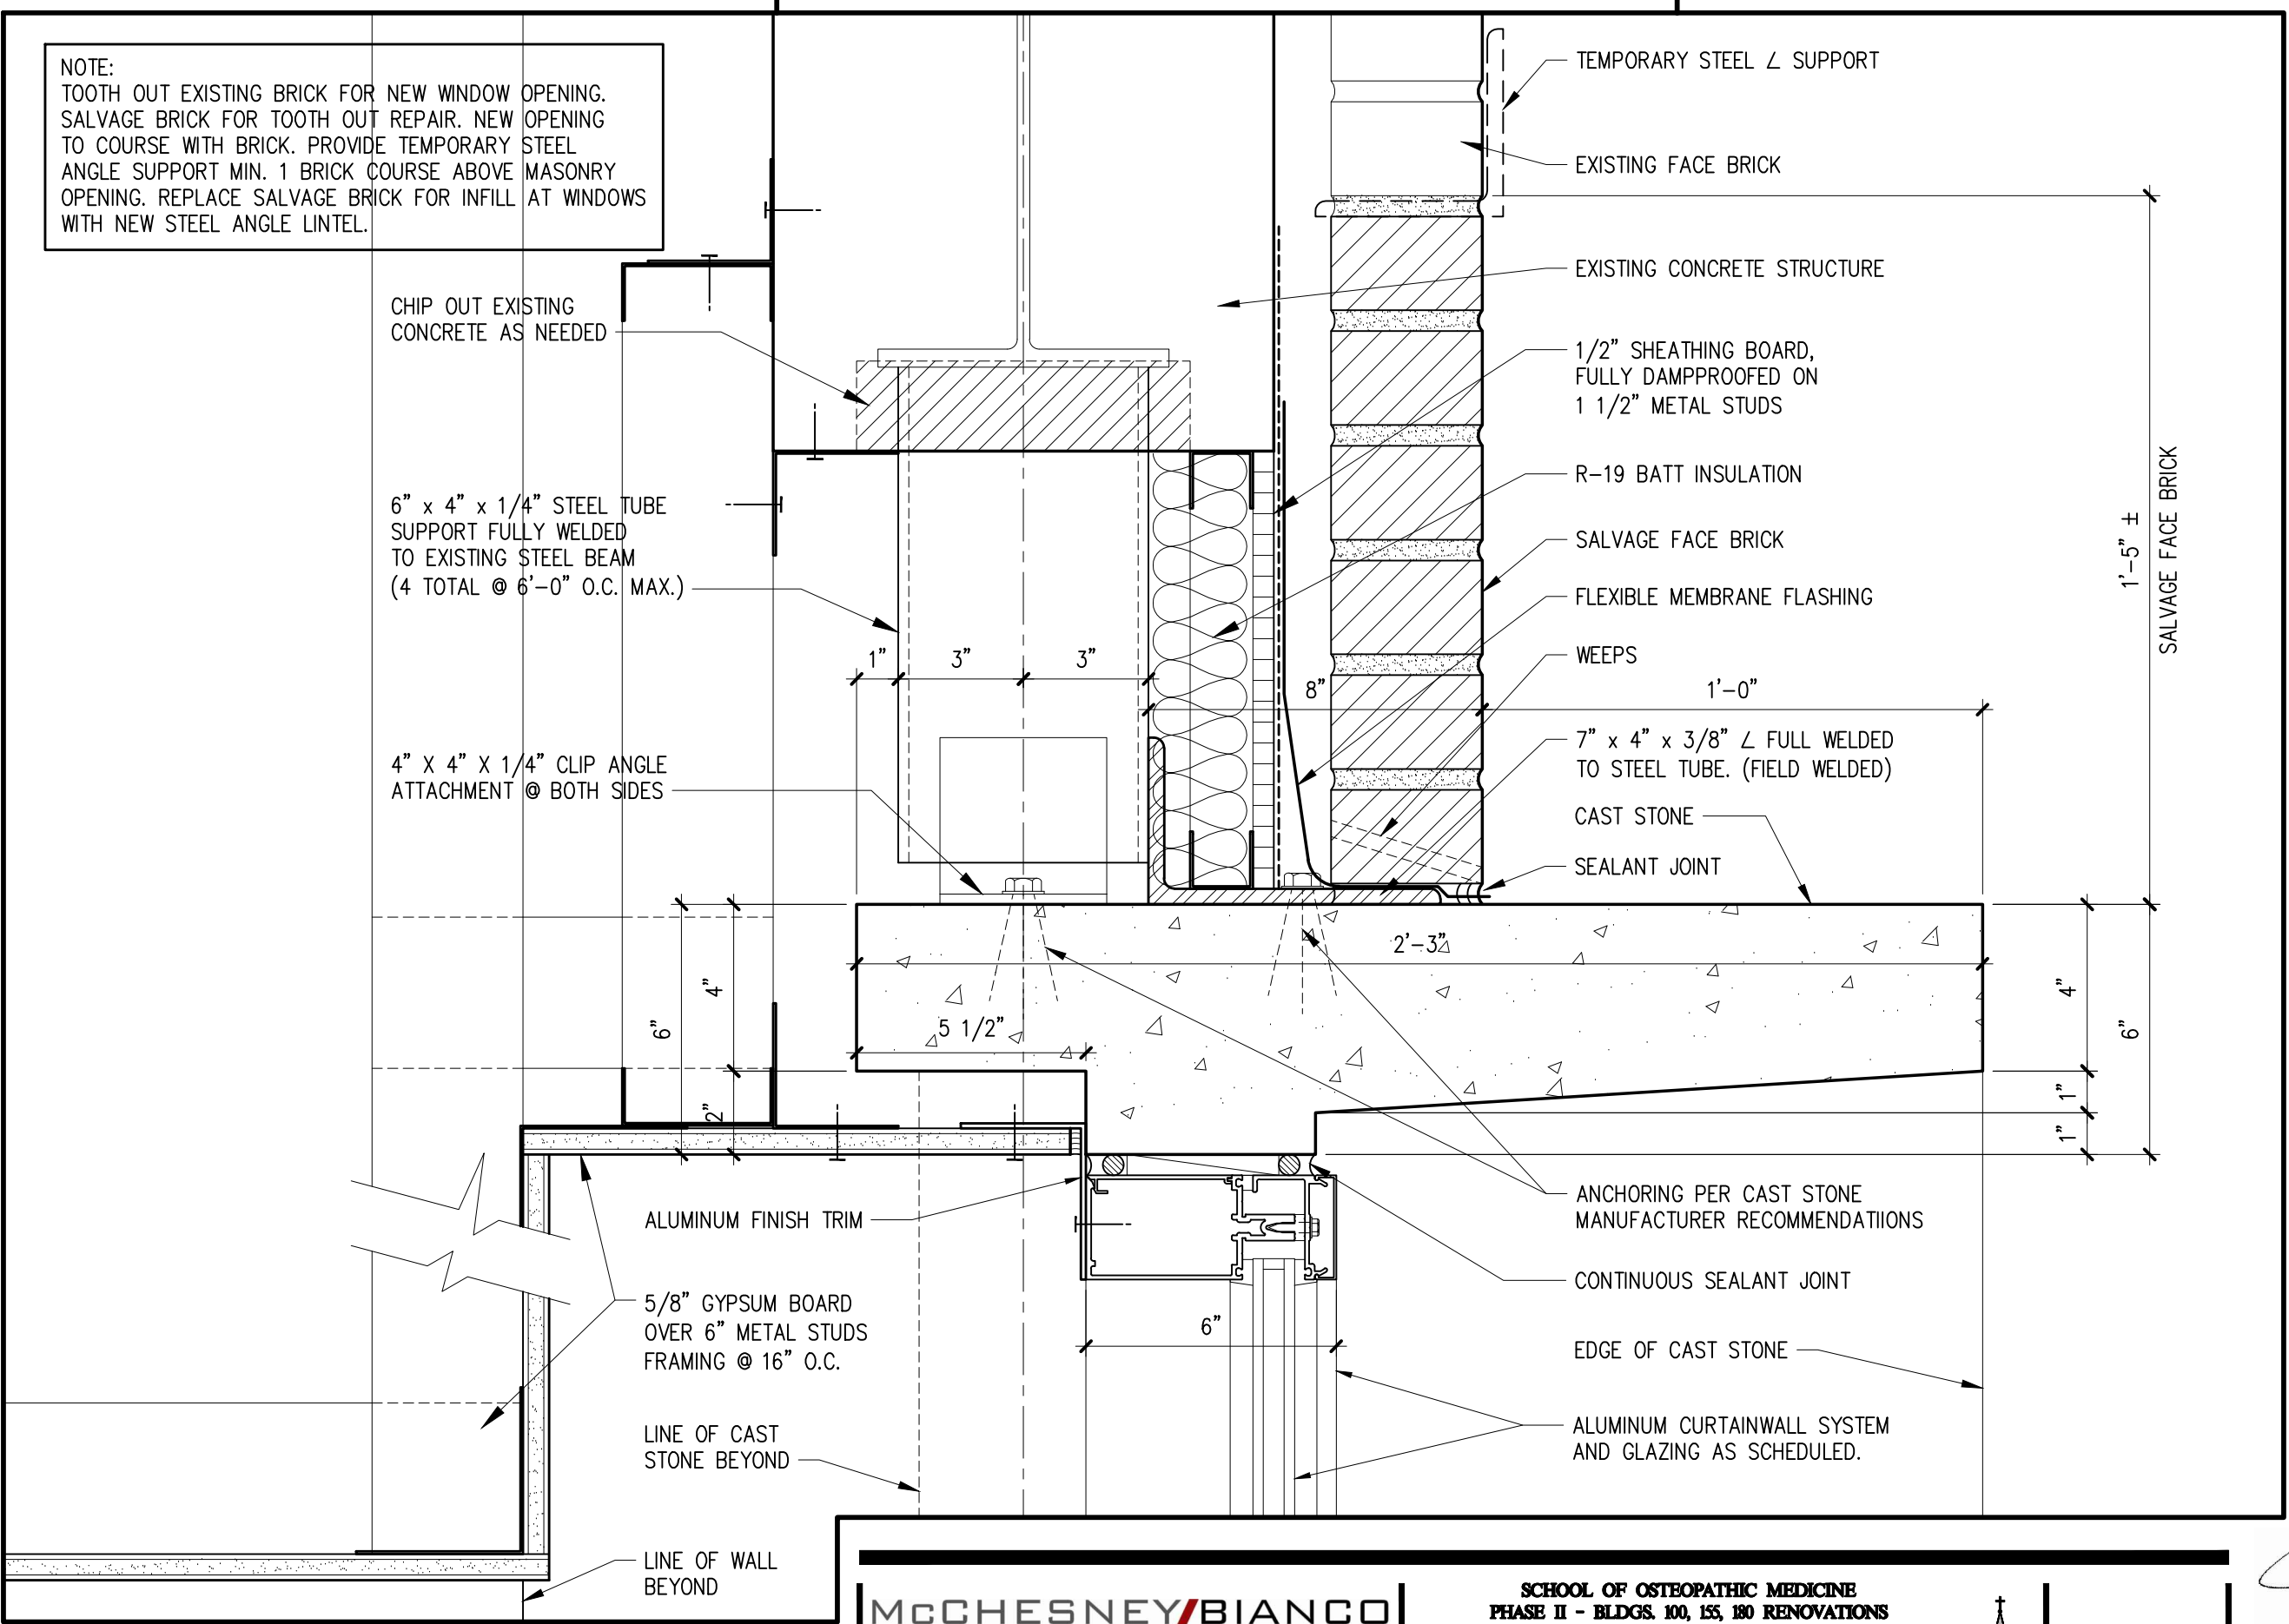 NOTE:
TOOTH OUT EXISTING BRICK FOR NEW WINDOW OPENING.
SALVAGE BRICK FOR TOOTH OUT REPAIR. NEW OPENING
TO COURSE WITH BRICK. PROVIDE TEMPORARY STEEL
ANGLE SUPPORT MIN. 1 BRICK COURSE ABOVE MASONRY
OPENING. REPLACE SALVAGE BRICK FOR INFILL AT WINDOWS
WITH NEW STEEL ANGLE LINTEL.
CHIP OUT EXISTING
CONCRETE AS NEEDED
6" x 4" x 1/4" STEEL TUBE
SUPPORT FULLY WELDED
TO EXISTING STEEL BEAM
(4 TOTAL @ 6'-0" O.C. MAX.)
4" X 4" X 1/4" CLIP ANGLE
ATTACHMENT @ BOTH SIDES
1"
3"
3"
8"
1'-0"
TEMPORARY STEEL ∠ SUPPORT
EXISTING FACE BRICK
EXISTING CONCRETE STRUCTURE
1/2" SHEATHING BOARD,
FULLY DAMPPROOFED ON
1 1/2" METAL STUDS
R-19 BATT INSULATION
SALVAGE FACE BRICK
FLEXIBLE MEMBRANE FLASHING
WEEPS
7" x 4" x 3/8" ∠ FULL WELDED
TO STEEL TUBE. (FIELD WELDED)
CAST STONE
SEALANT JOINT
1'-5" ±
SALVAGE FACE BRICK
2'-3"
5 1/2"
6"
4"
2"
4"
6"
1"
1"
ALUMINUM FINISH TRIM
5/8" GYPSUM BOARD
OVER 6" METAL STUDS
FRAMING @ 16" O.C.
LINE OF CAST
STONE BEYOND
LINE OF WALL
BEYOND
6"
ANCHORING PER CAST STONE
MANUFACTURER RECOMMENDATIIONS
CONTINUOUS SEALANT JOINT
EDGE OF CAST STONE
ALUMINUM CURTAINWALL SYSTEM
AND GLAZING AS SCHEDULED.
McCHESNEY/BIANCO
SCHOOL OF OSTEOPATHIC MEDICINE
PHASE II - BLDGS. 100, 155, 180 RENOVATIONS